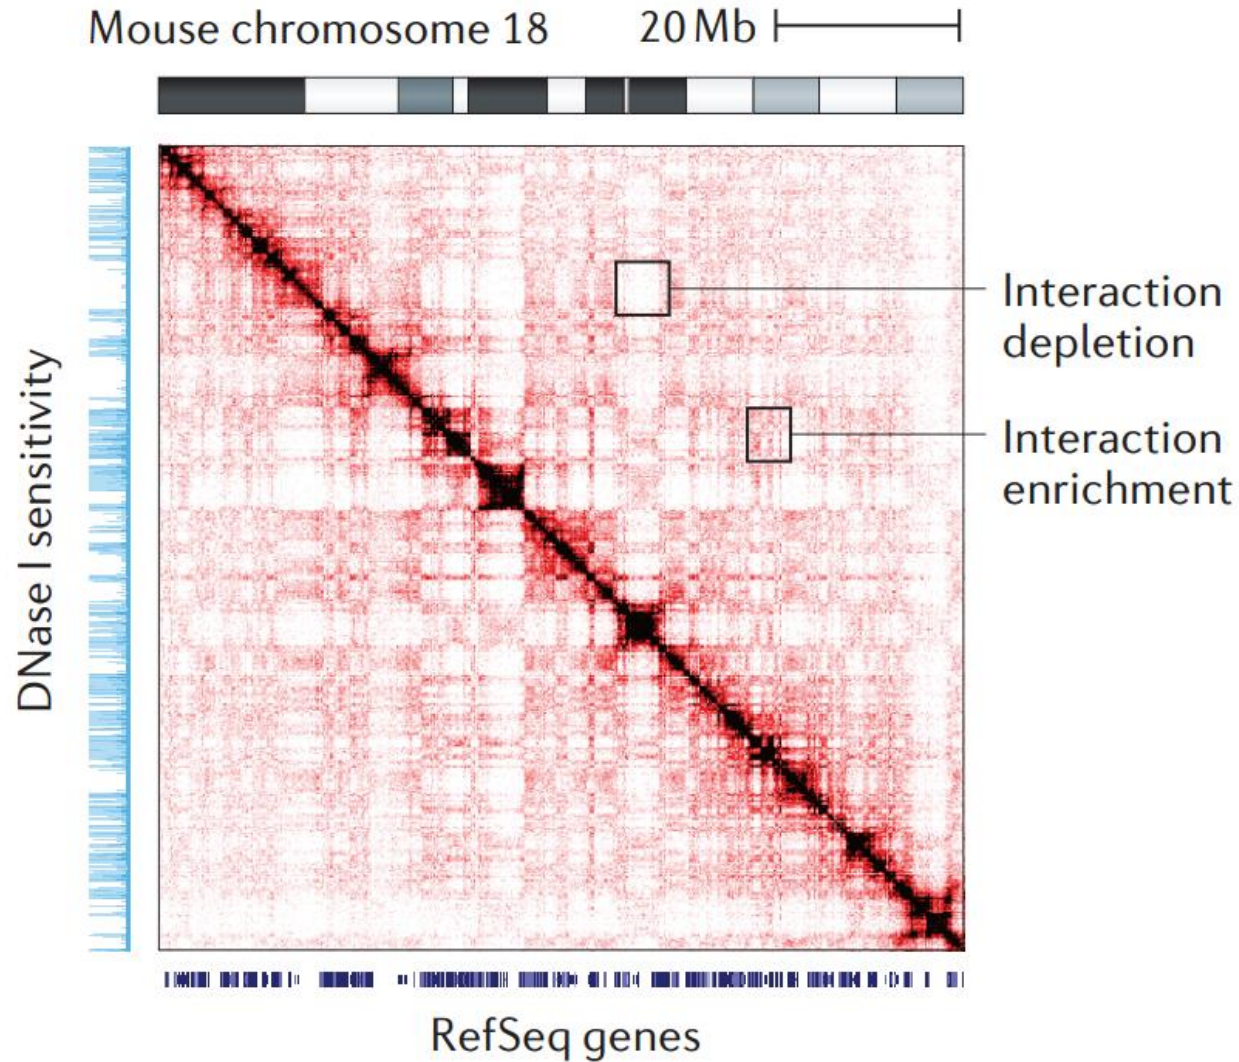 Mouse chromosome 18
20 Mb
DNase I sensitivity
Interaction
depletion
Interaction
enrichment
RefSeq genes